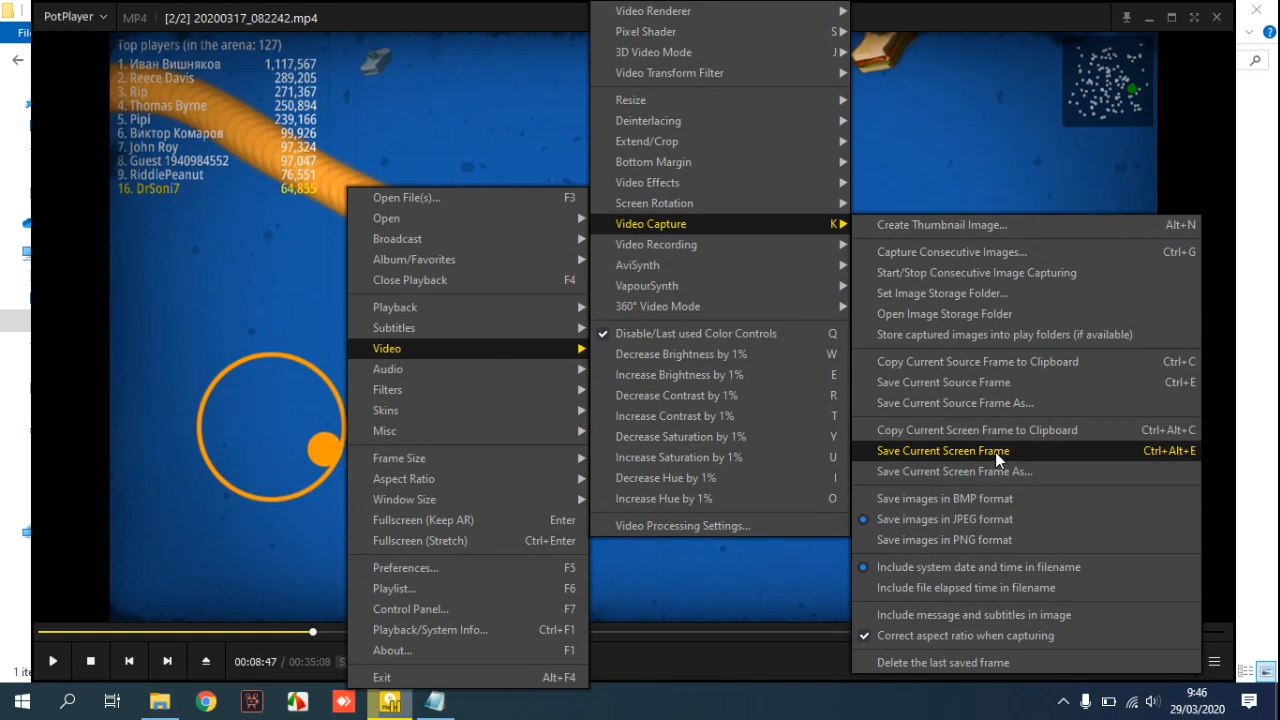 PotPlayer
MP4
[2/2] 20200317_082242.mp4
Top players (in the arena: 127)
1. Иван Вишняков 1,117,567
2. Reece Davis 289,205
3. Rip 271,367
4. Thomas Byrne 250,894
5. Pipi 239,166
6. Виктор Комаров 99,926
7. John Roy 97,324
8. Guest 1940984552 97,047
9. RiddlePeanut 76,551
16. DrSoni7 64,855
Open File(s)... F3
Open
Broadcast
Album/Favorites
Close Playback F4
Playback
Subtitles
Video
Audio
Filters
Skins
Misc
Frame Size
Aspect Ratio
Window Size
Fullscreen (Keep AR) Enter
Fullscreen (Stretch) Ctrl+Enter
Preferences... F5
Playlist... F6
Control Panel... F7
Playback/System Info... Ctrl+F1
About... F1
Exit Alt+F4
Video Renderer
Pixel Shader S
3D Video Mode J
Video Transform Filter
Resize
Deinterlacing
Extend/Crop
Bottom Margin
Video Effects
Screen Rotation
Video Capture K
Video Recording
AviSynth
VapourSynth
360° Video Mode
Disable/Last used Color Controls Q
Decrease Brightness by 1% W
Increase Brightness by 1% E
Decrease Contrast by 1% R
Increase Contrast by 1% T
Decrease Saturation by 1% Y
Increase Saturation by 1% U
Decrease Hue by 1% I
Increase Hue by 1% O
Video Processing Settings...
Create Thumbnail Image... Alt+N
Capture Consecutive Images... Ctrl+G
Start/Stop Consecutive Image Capturing
Set Image Storage Folder...
Open Image Storage Folder
Store captured images into play folders (if available)
Copy Current Source Frame to Clipboard Ctrl+C
Save Current Source Frame Ctrl+E
Save Current Source Frame As...
Copy Current Screen Frame to Clipboard Ctrl+Alt+C
Save Current Screen Frame Ctrl+Alt+E
Save Current Screen Frame As...
Save images in BMP format
Save images in JPEG format
Save images in PNG format
Include system date and time in filename
Include file elapsed time in filename
Include message and subtitles in image
Correct aspect ratio when capturing
Delete the last saved frame
00:08:47 / 00:35:08
9:46
29/03/2020